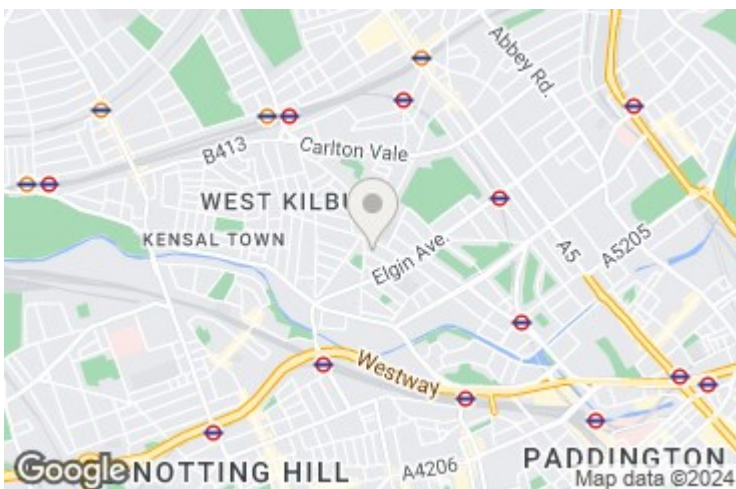 Abbey Rd.
B413
Carlton Vale
WEST KILBU
KENSAL TOWN
Elgin Ave.
A5
A5205
Westway
A4206
PADDINGTON
Google
NOTTING HILL
Map data ©2024